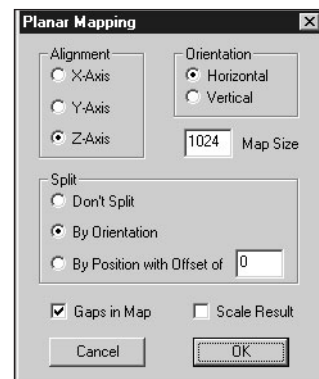 Planar Mapping
Alignment
X-Axis
Y-Axis
Z-Axis
Orientation
Horizontal
Vertical
1024 Map Size
Split
Don't Split
By Orientation
By Position with Offset of 0
Gaps in Map
Scale Result
Cancel
OK